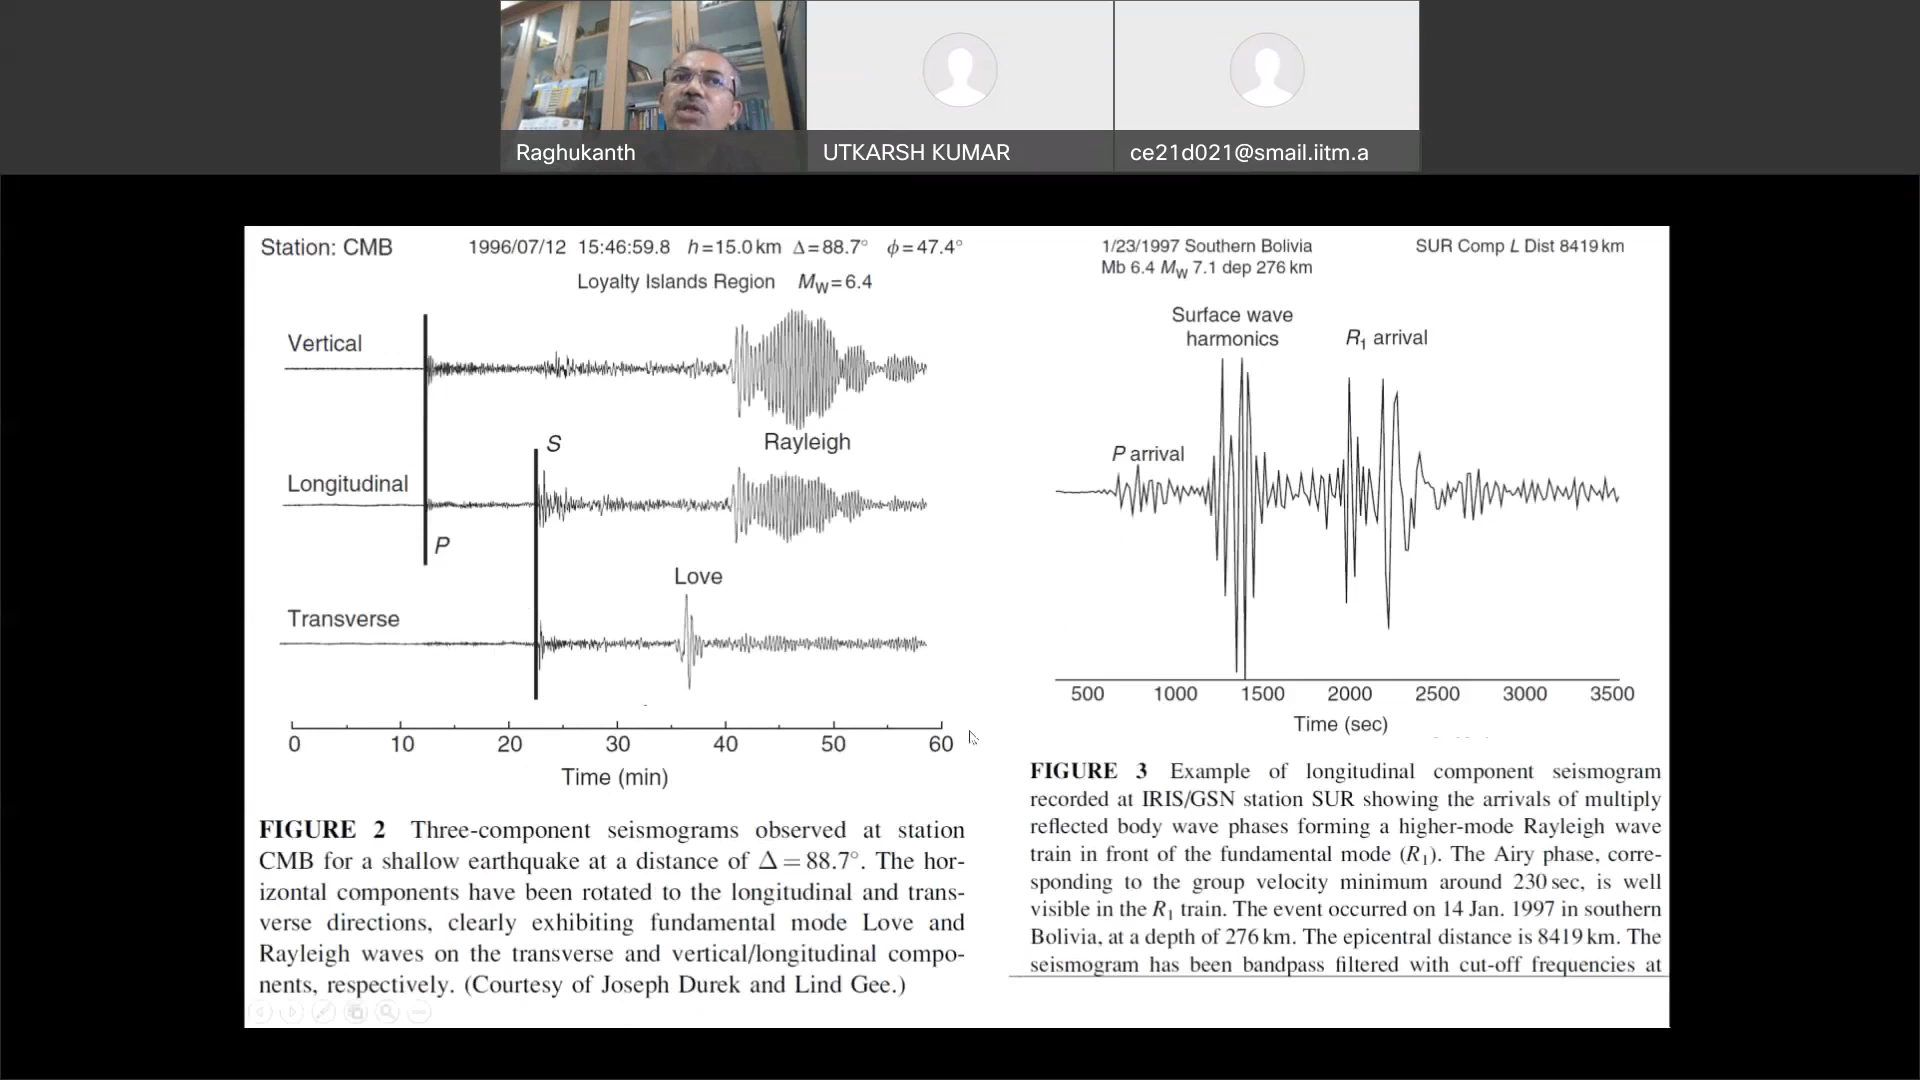 Raghukanth
UTKARSH KUMAR
ce21d021@smail.iitm.a
Station: CMB
1996/07/12 15:46:59.8 h=15.0 km Δ=88.7° ϕ=47.4°
Loyalty Islands Region Mw=6.4
Vertical
Rayleigh
S
Longitudinal
P
Love
Transverse
0 10 20 30 40 50 60
Time (min)
FIGURE 2 Three-component seismograms observed at station
CMB for a shallow earthquake at a distance of Δ = 88.7°. The hor-
izontal components have been rotated to the longitudinal and trans-
verse directions, clearly exhibiting fundamental mode Love and
Rayleigh waves on the transverse and vertical/longitudinal compo-
nents, respectively. (Courtesy of Joseph Durek and Lind Gee.)
1/23/1997 Southern Bolivia
Mb 6.4 Mw 7.1 dep 276 km
SUR Comp L Dist 8419 km
Surface wave
harmonics
R1 arrival
P arrival
500 1000 1500 2000 2500 3000 3500
Time (sec)
FIGURE 3 Example of longitudinal component seismogram
recorded at IRIS/GSN station SUR showing the arrivals of multiply
reflected body wave phases forming a higher-mode Rayleigh wave
train in front of the fundamental mode (R1). The Airy phase, corre-
sponding to the group velocity minimum around 230 sec, is well
visible in the R1 train. The event occurred on 14 Jan. 1997 in southern
Bolivia, at a depth of 276 km. The epicentral distance is 8419 km. The
seismogram has been bandpass filtered with cut-off frequencies at